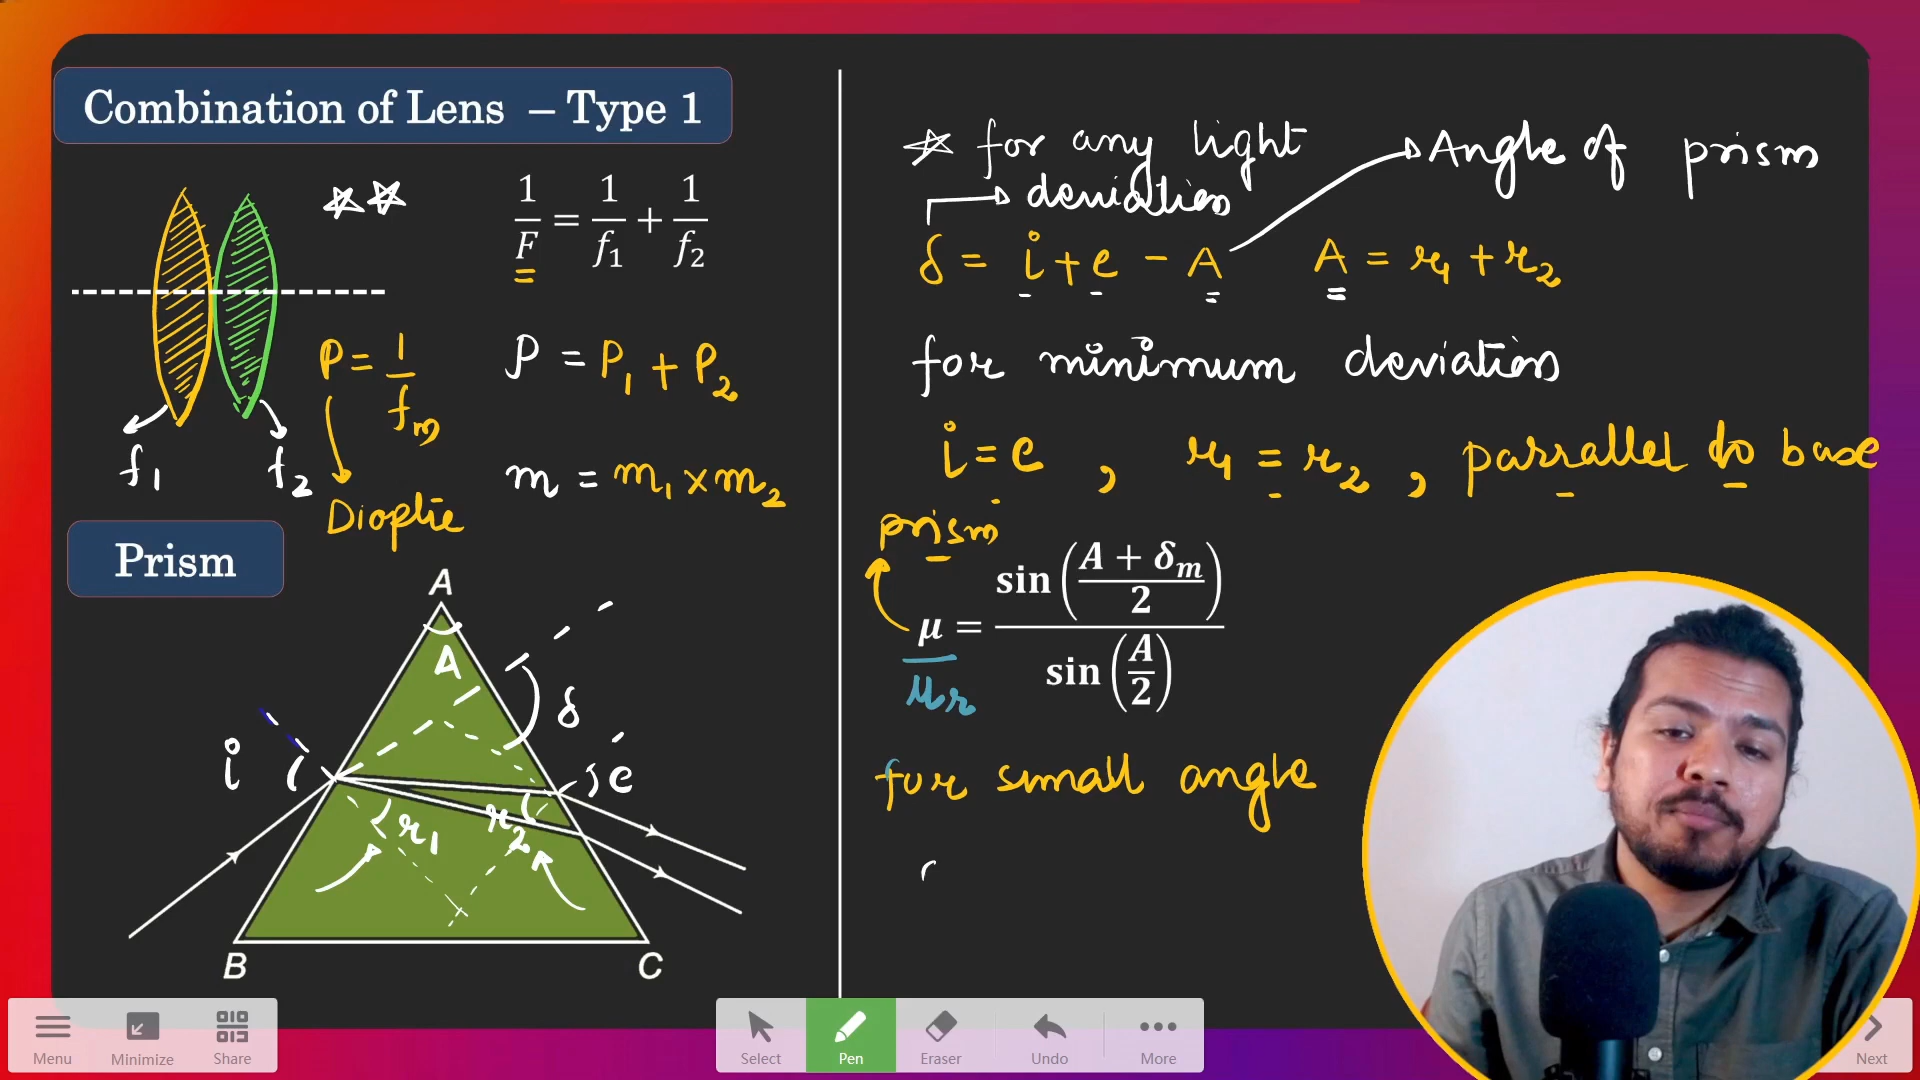 Combination of Lens – Type 1
1/F = 1/f₁ + 1/f₂
P = 1/fm
P = P₁ + P₂
f₁
f₂
m = m₁ × m₂
Dioptre
Prism
A
A
δ
i
e
r₁
r₂
B
C
for any light
deviation
Angle of prism
δ = i + e - A
A = r₁ + r₂
for minimum deviation
i = e , r₁ = r₂ , parrallel to base
prism
μ = sin((A + δₘ)/2) / sin(A/2)
μr
for small angle
Menu
Minimize
Share
Select
Pen
Eraser
Undo
More
Next